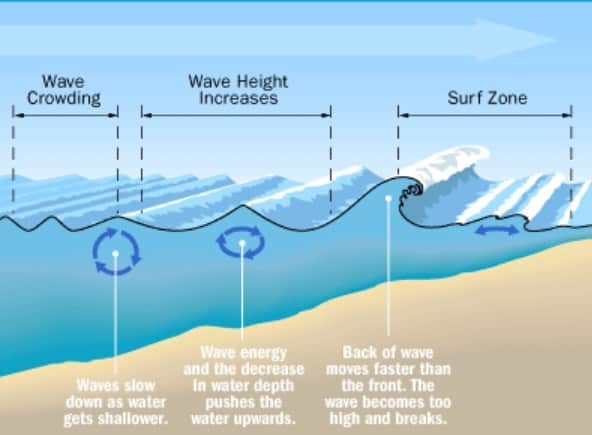 Wave
Crowding
Wave Height
Increases
Surf Zone
Waves slow
down as water
gets shallower.
Wave energy
and the decrease
in water depth
pushes the
water upwards.
Back of wave
moves faster than
the front. The
wave becomes too
high and breaks.